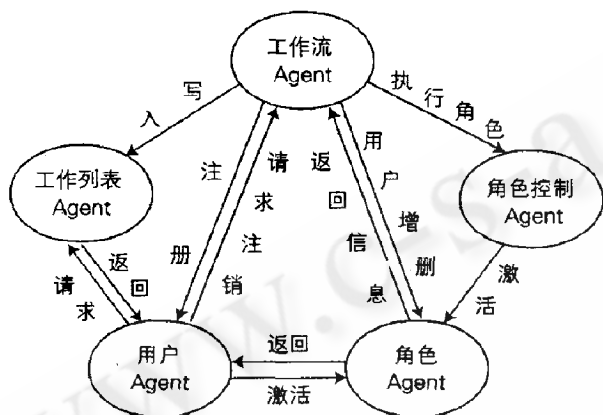 工作流
Agent
写入
执行角色
工作列表
Agent
角色控制
Agent
注册
请求注销
返回信息
用户增删
请求
返回
激活
用户
Agent
返回
激活
角色
Agent
www.c-s-a